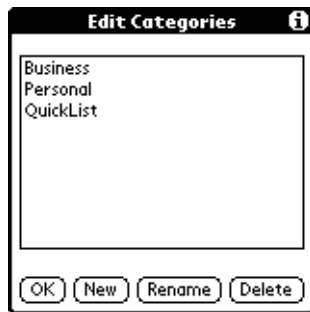 Edit Categories i
Business
Personal
QuickList
OK New Rename Delete